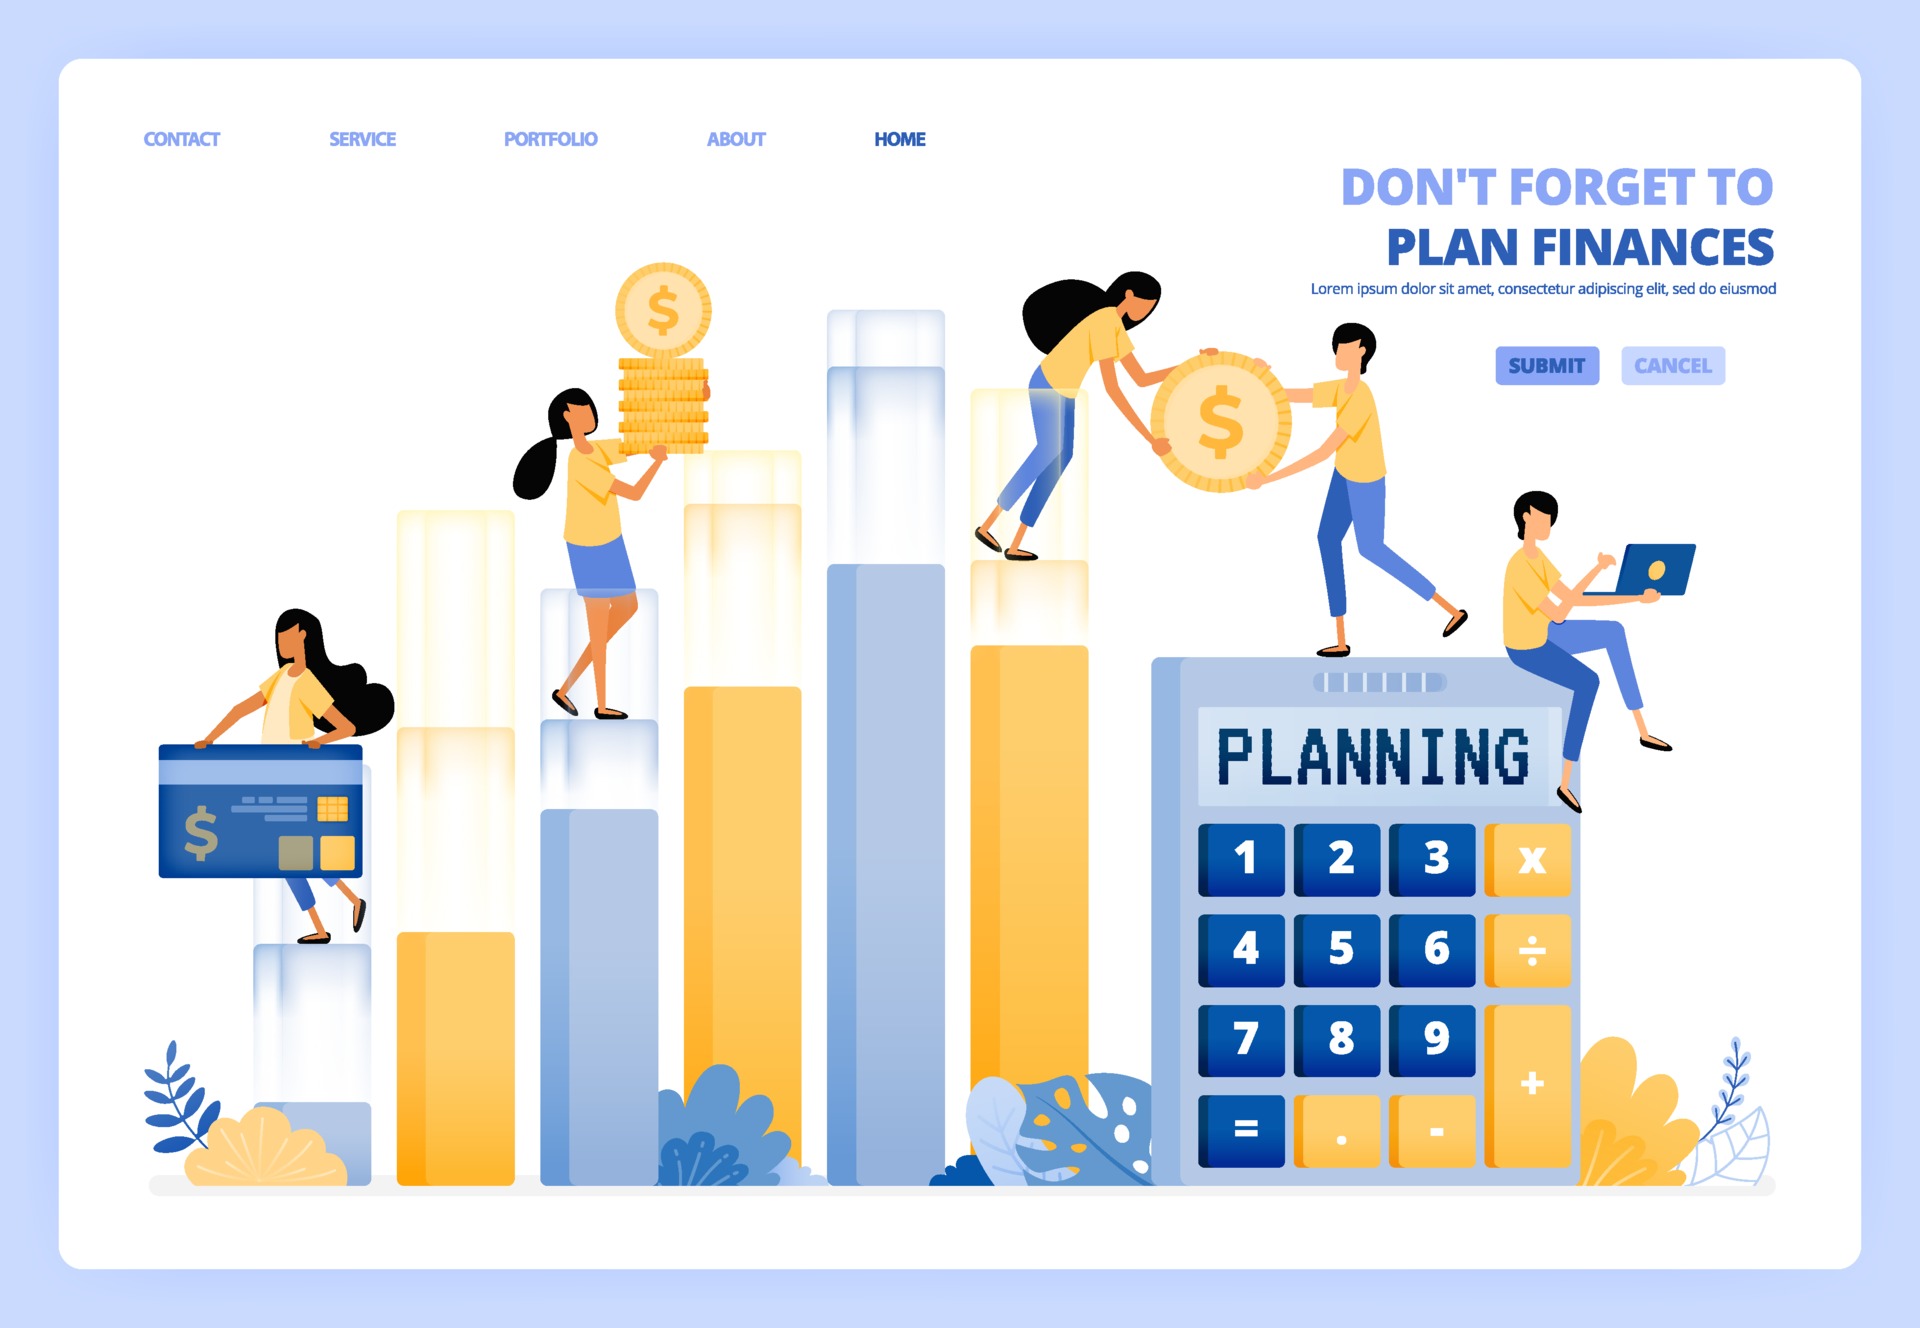 CONTACT SERVICE PORTFOLIO ABOUT HOME
DON'T FORGET TO
PLAN FINANCES
Lorem ipsum dolor sit amet, consectetur adipiscing elit, sed do eiusmod
SUBMIT CANCEL
$
$
$
PLANNING
1 2 3 x
4 5 6 ÷
7 8 9 +
= . -